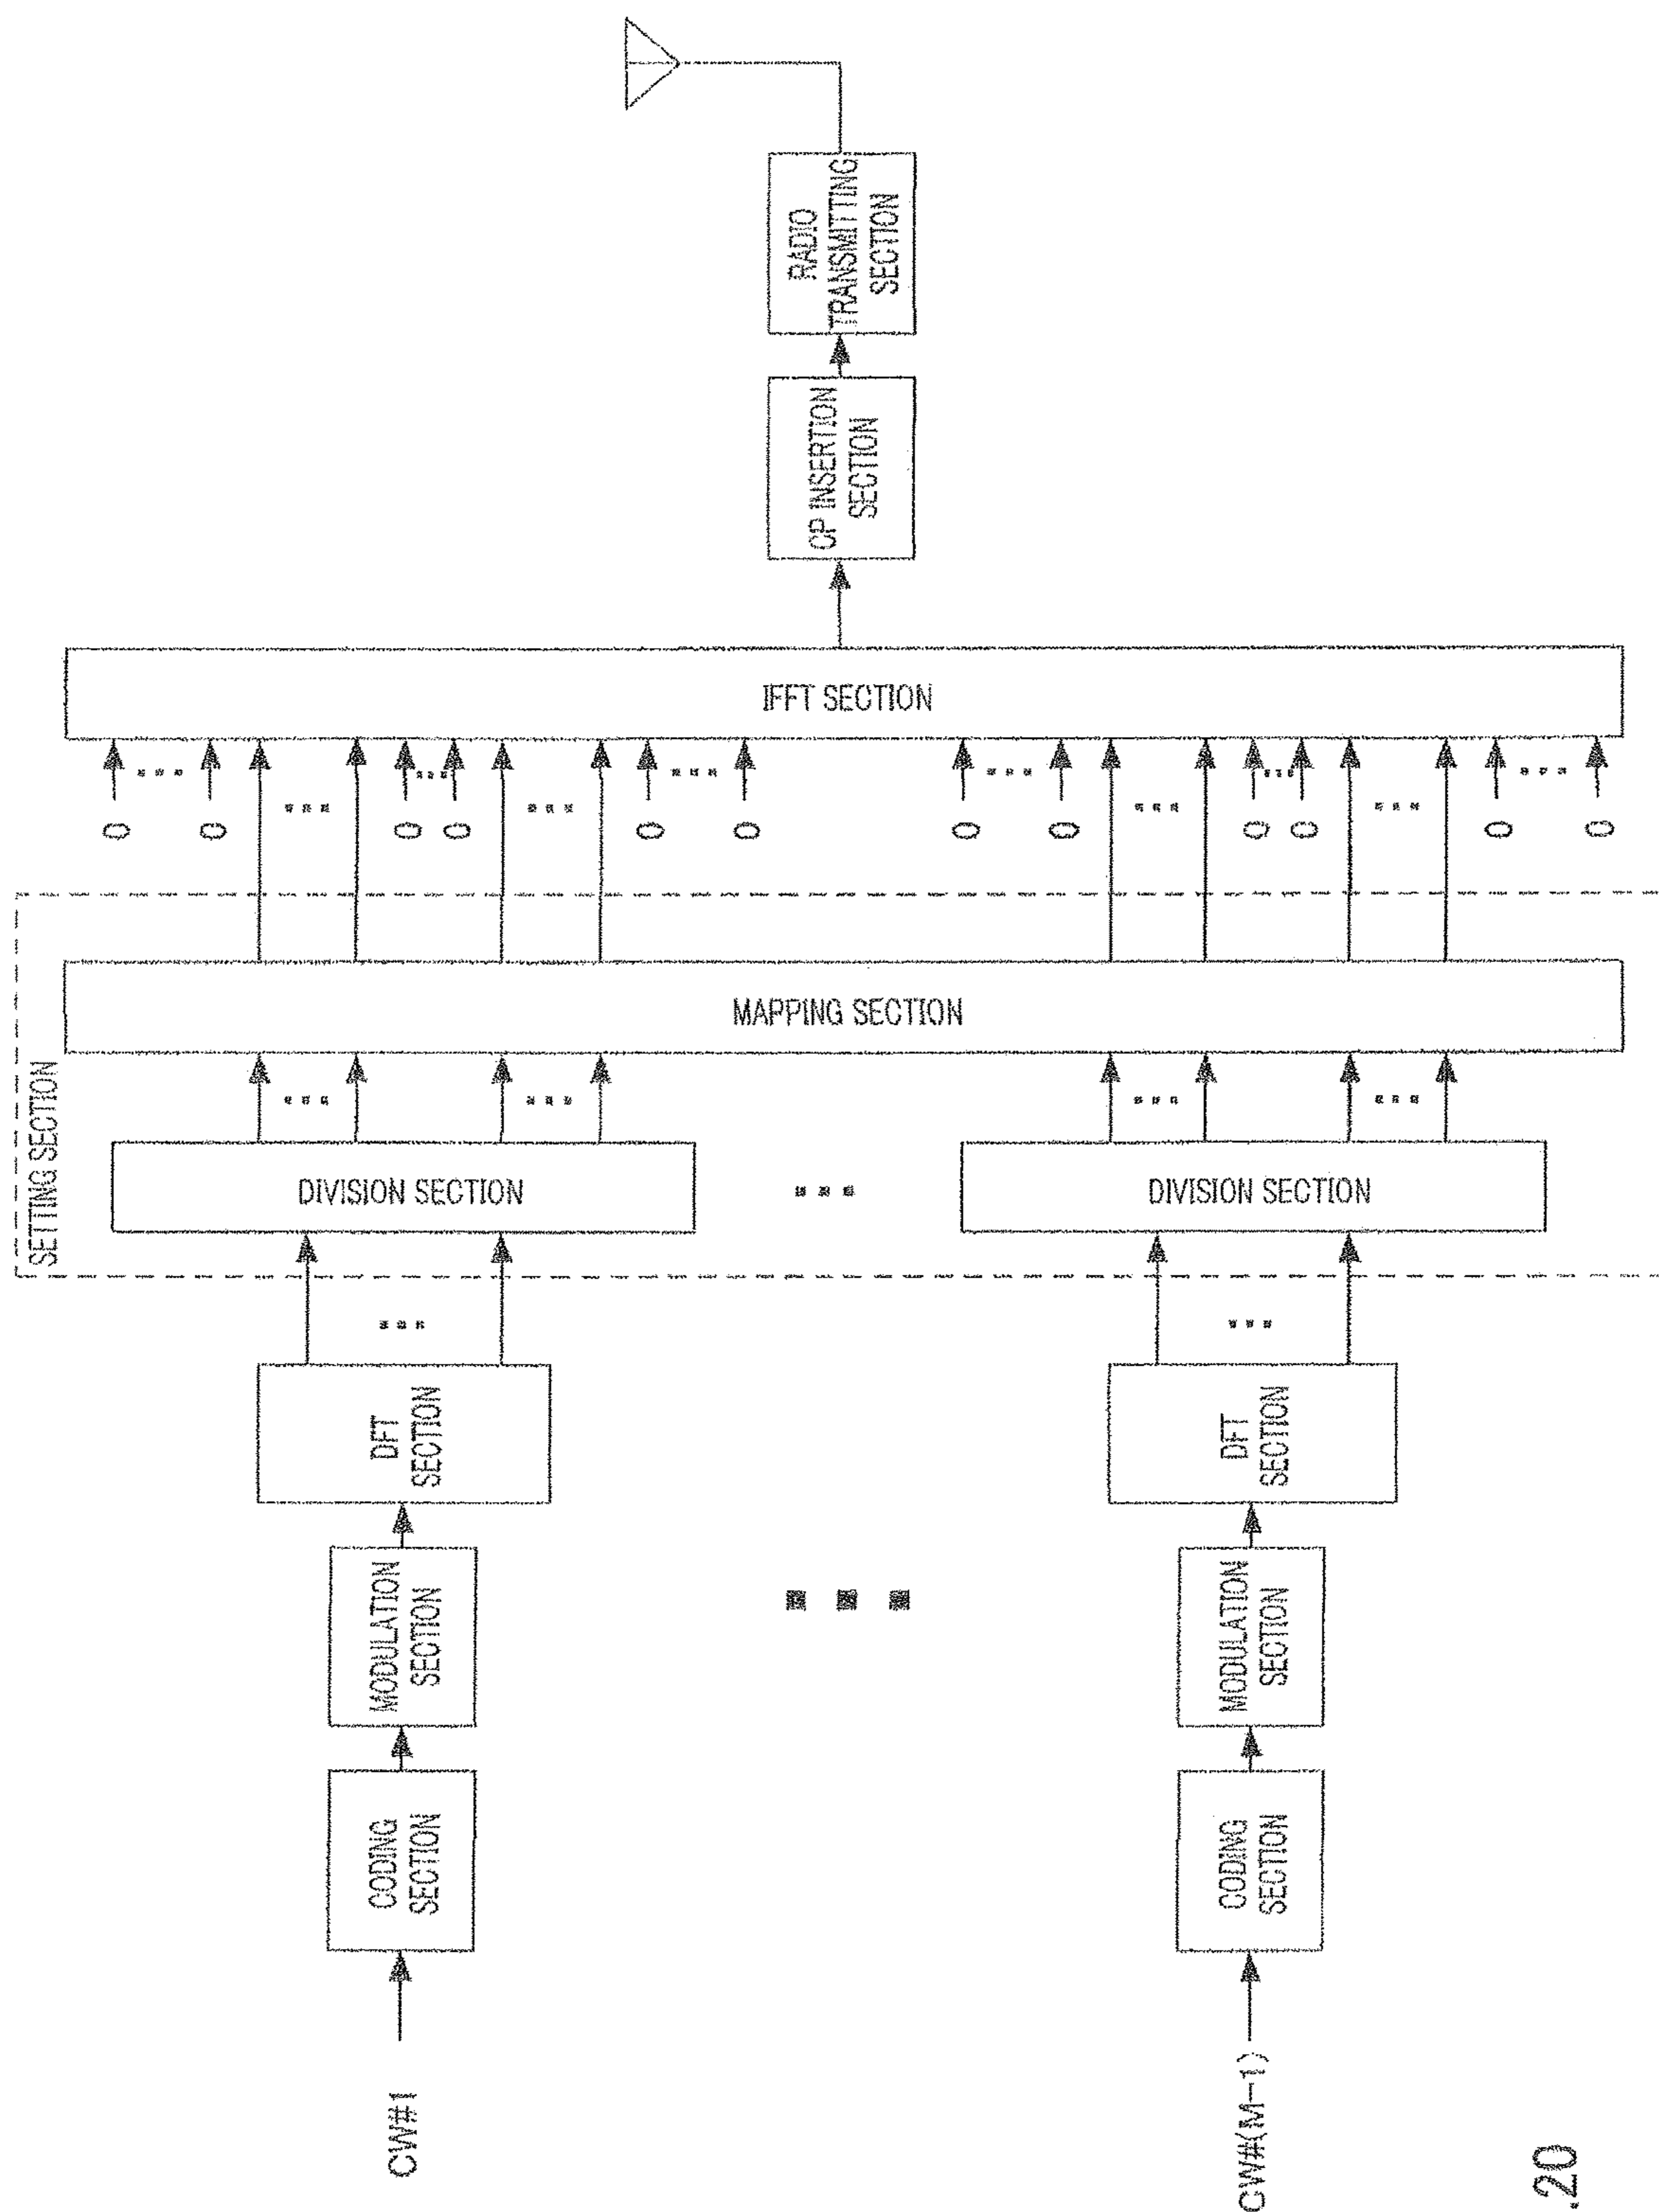 SETTING SECTION
CW#1
CODING
SECTION
MODULATION
SECTION
DFT
SECTION
DIVISION SECTION
0
0
0
0
0
0
MAPPING SECTION
IFFT SECTION
CP INSERTION
SECTION
RADIO
TRANSMITTING
SECTION
CW#(M-1)
CODING
SECTION
MODULATION
SECTION
DFT
SECTION
DIVISION SECTION
0
0
0
0
0
0
.20